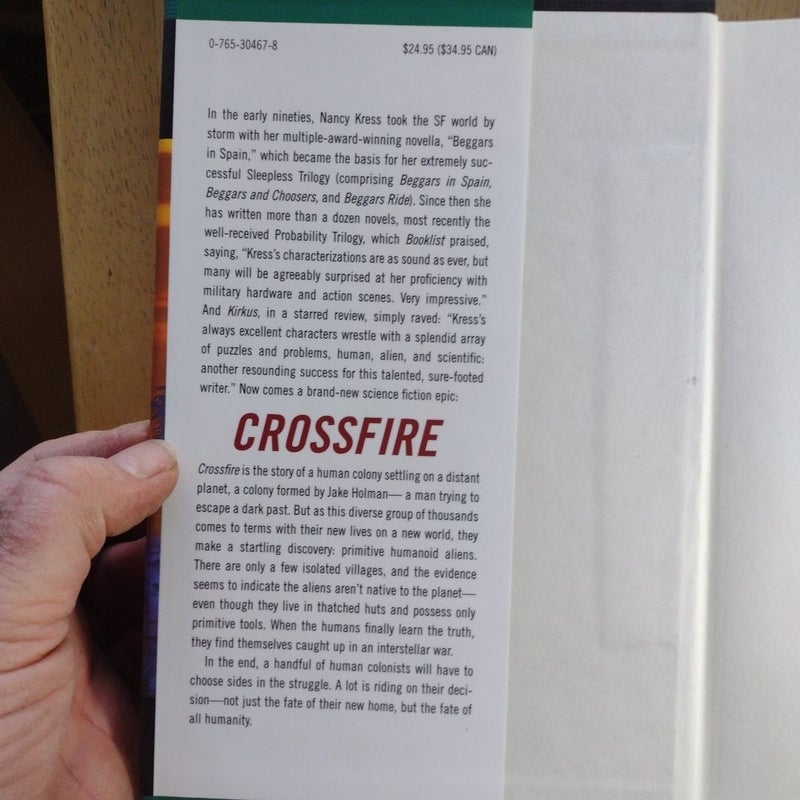 0-765-30467-8
$24.95 ($34.95 CAN)
In the early nineties, Nancy Kress took the SF world by
storm with her multiple-award-winning novella, “Beggars
in Spain,” which became the basis for her extremely suc-
cessful Sleepless Trilogy (comprising Beggars in Spain,
Beggars and Choosers, and Beggars Ride). Since then she
has written more than a dozen novels, most recently the
well-received Probability Trilogy, which Booklist praised,
saying, “Kress’s characterizations are as sound as ever, but
many will be agreeably surprised at her proficiency with
military hardware and action scenes. Very impressive.”
And Kirkus, in a starred review, simply raved: “Kress’s
always excellent characters wrestle with a splendid array
of puzzles and problems, human, alien, and scientific:
another resounding success for this talented, sure-footed
writer.” Now comes a brand-new science fiction epic:
CROSSFIRE
Crossfire is the story of a human colony settling on a distant
planet, a colony formed by Jake Holman— a man trying to
escape a dark past. But as this diverse group of thousands
comes to terms with their new lives on a new world, they
make a startling discovery: primitive humanoid aliens.
There are only a few isolated villages, and the evidence
seems to indicate the aliens aren’t native to the planet—
even though they live in thatched huts and possess only
primitive tools. When the humans finally learn the truth,
they find themselves caught up in an interstellar war.
In the end, a handful of human colonists will have to
choose sides in the struggle. A lot is riding on their deci-
sion—not just the fate of their new home, but the fate of
all humanity.